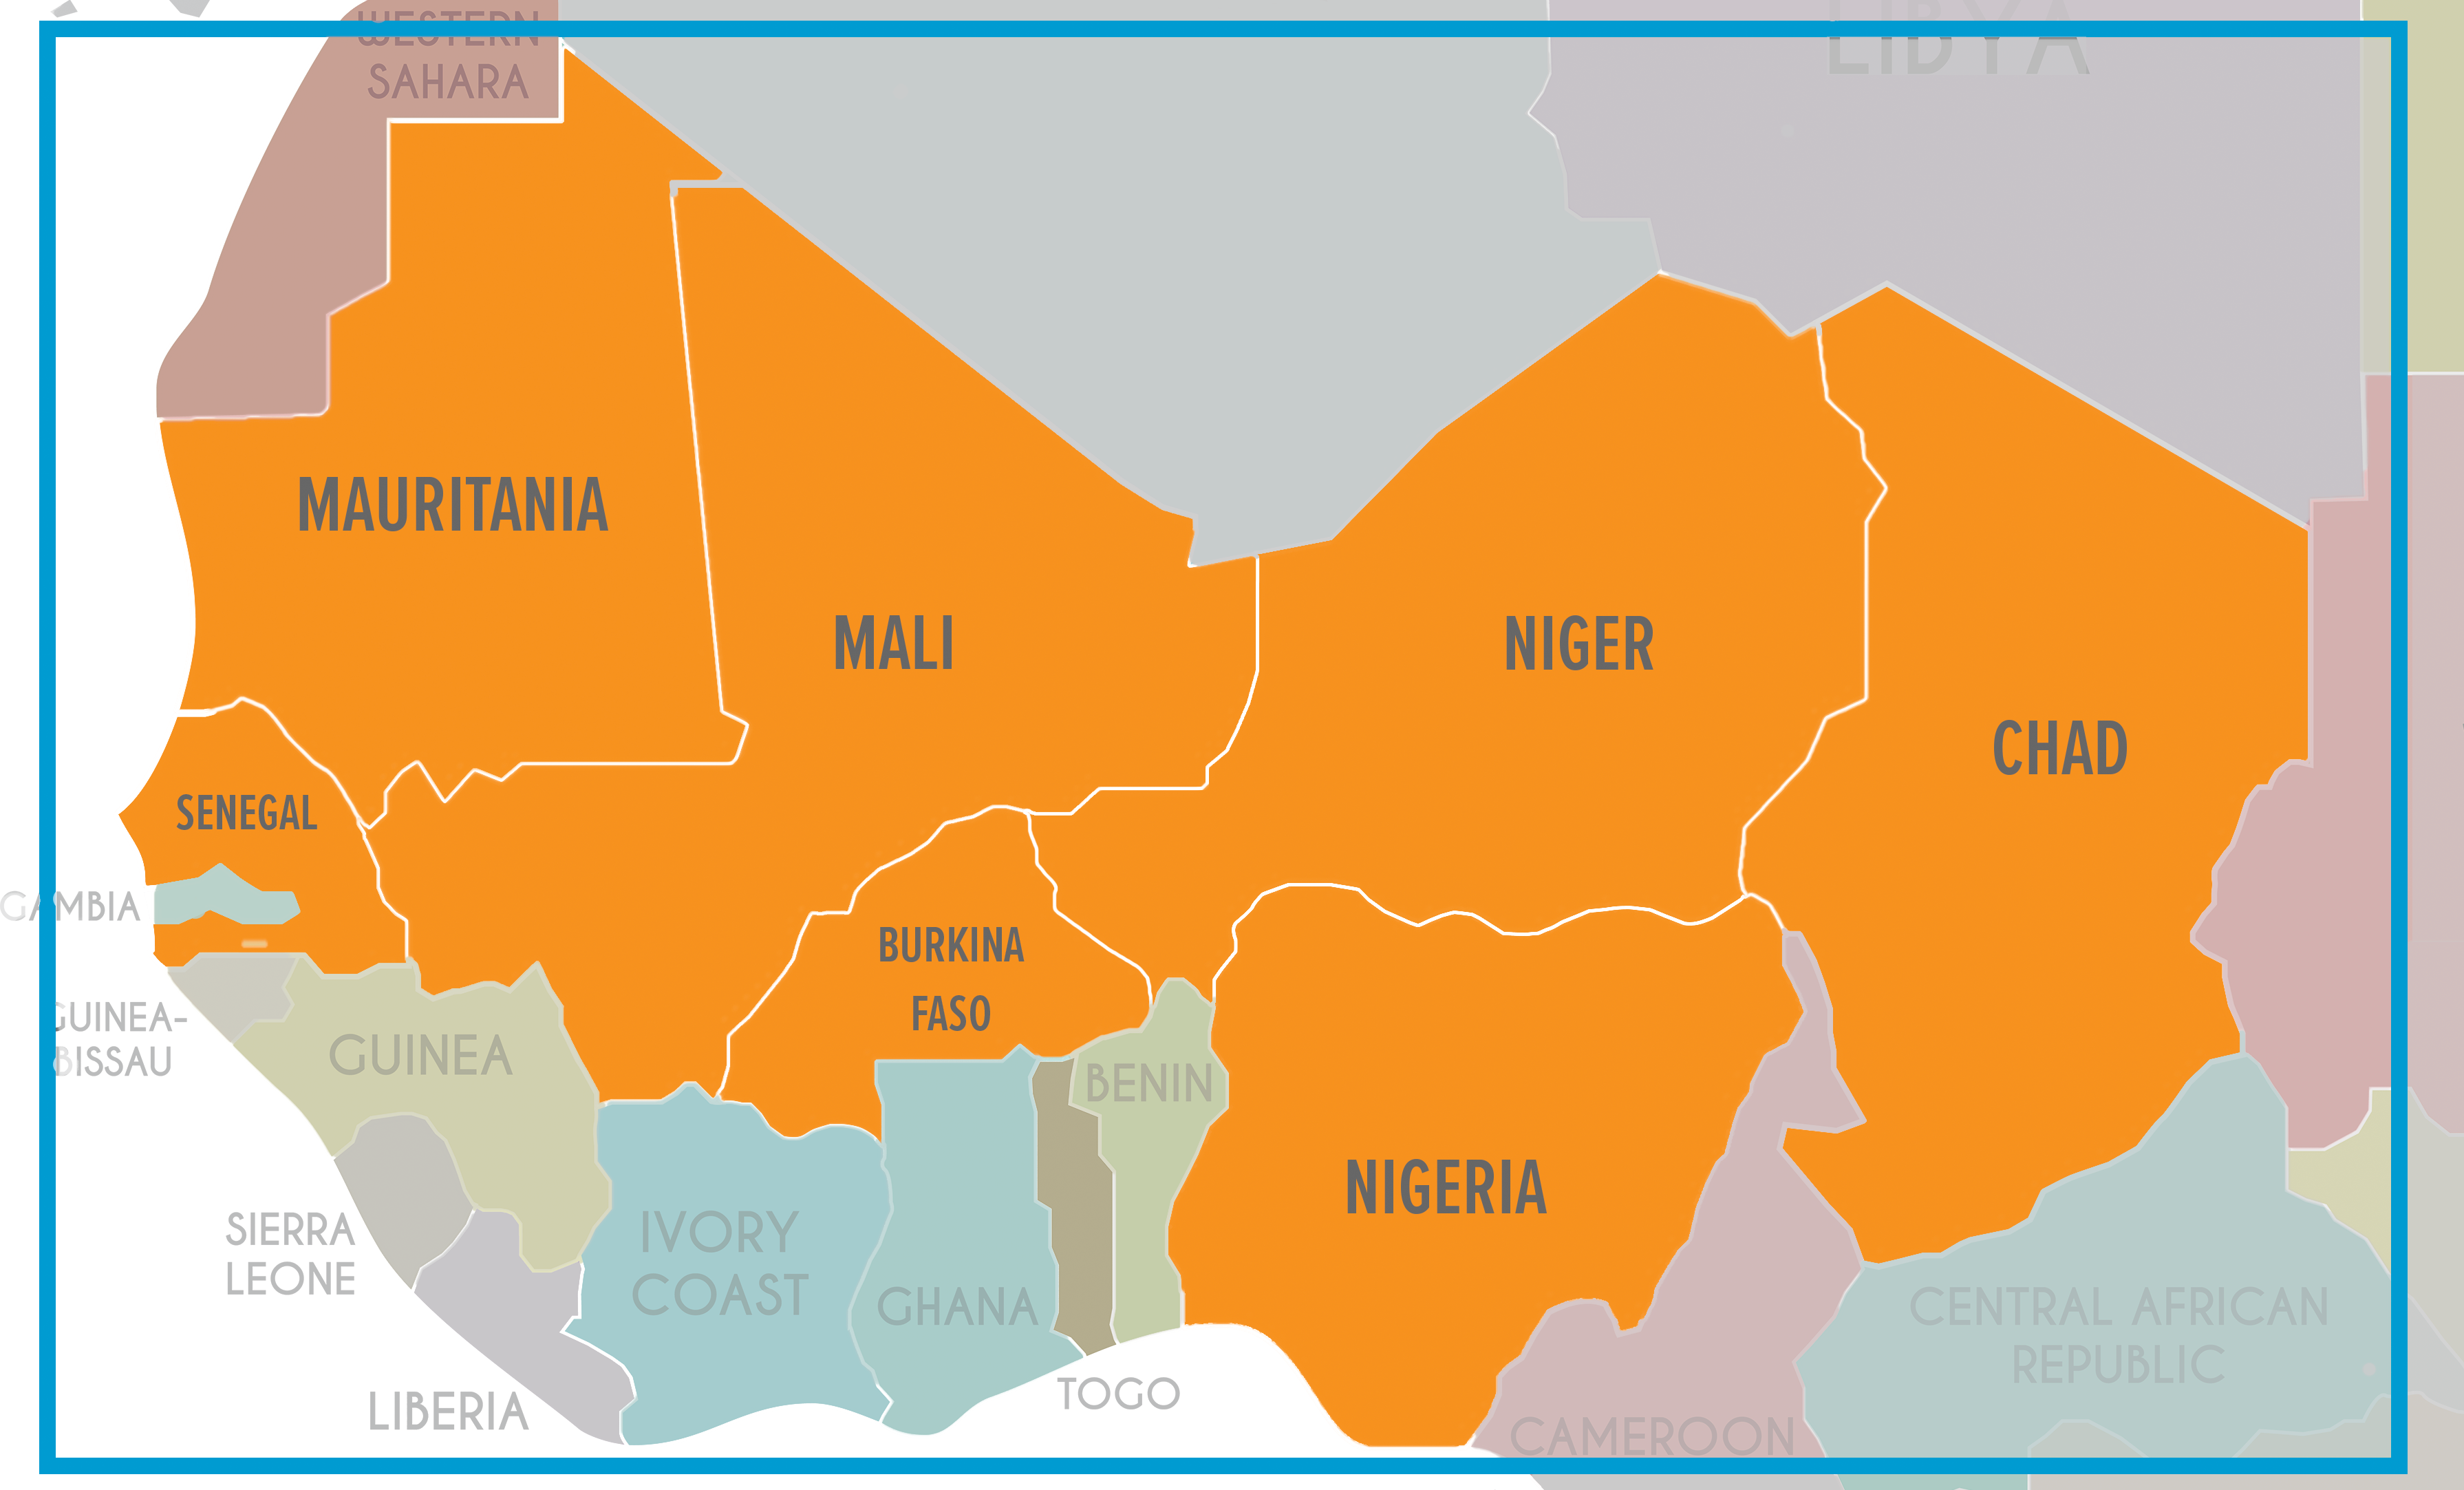 WESTERN
SAHARA
LIBYA
MAURITANIA
MALI
NIGER
CHAD
SENEGAL
GAMBIA
BURKINA
FASO
GUINEA-
BISSAU
GUINEA
BENIN
NIGERIA
SIERRA
LEONE
IVORY
COAST
GHANA
CENTRAL AFRICAN
REPUBLIC
LIBERIA
TOGO
CAMEROON